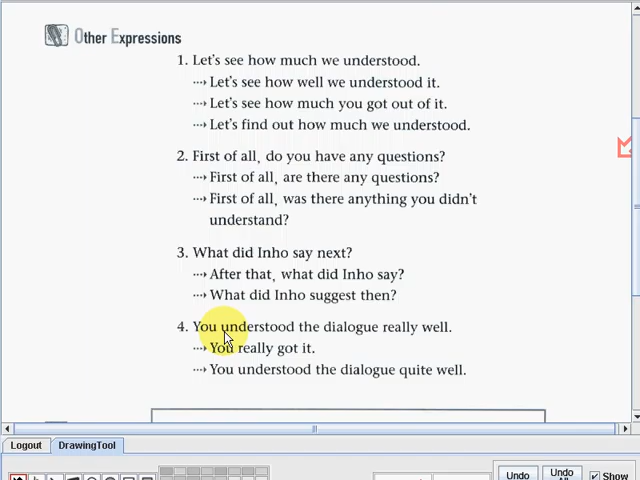 Other Expressions
1. Let's see how much we understood.
⋯→ Let's see how well we understood it.
⋯→ Let's see how much you got out of it.
⋯→ Let's find out how much we understood.
2. First of all, do you have any questions?
⋯→ First of all, are there any questions?
⋯→ First of all, was there anything you didn't
understand?
3. What did Inho say next?
⋯→ After that, what did Inho say?
⋯→ What did Inho suggest then?
4. You understood the dialogue really well.
⋯→ You really got it.
⋯→ You understood the dialogue quite well.
Logout DrawingTool
Undo Undo Show